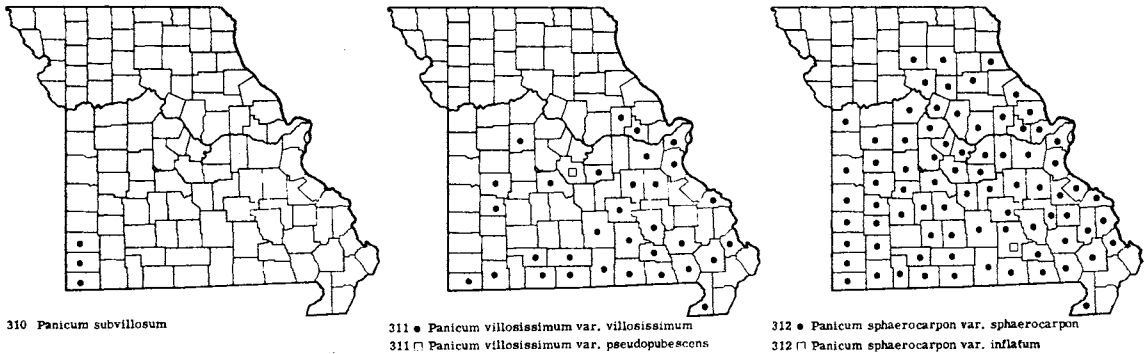 310 Panicum subvillosum
311 ● Panicum villosissimum var. villosissimum
311 □ Panicum villosissimum var. pseudopubescens
312 ● Panicum sphaerocarpon var. sphaerocarpon
312 □ Panicum sphaerocarpon var. inflatum